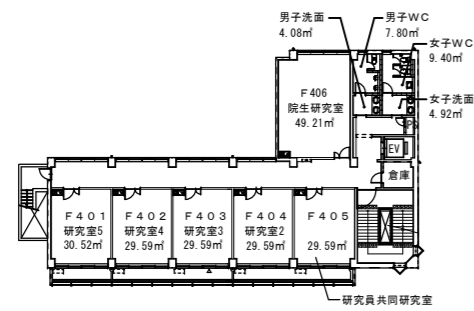 男子洗面
4.08㎡
男子WC
7.80㎡
女子WC
9.40㎡
F406
院生研究室
49.21㎡
女子洗面
4.92㎡
PS
EV
倉庫
F401
研究室5
30.52㎡
F402
研究室4
29.59㎡
F403
研究室3
29.59㎡
F404
研究室2
29.59㎡
F405
29.59㎡
研究員共同研究室